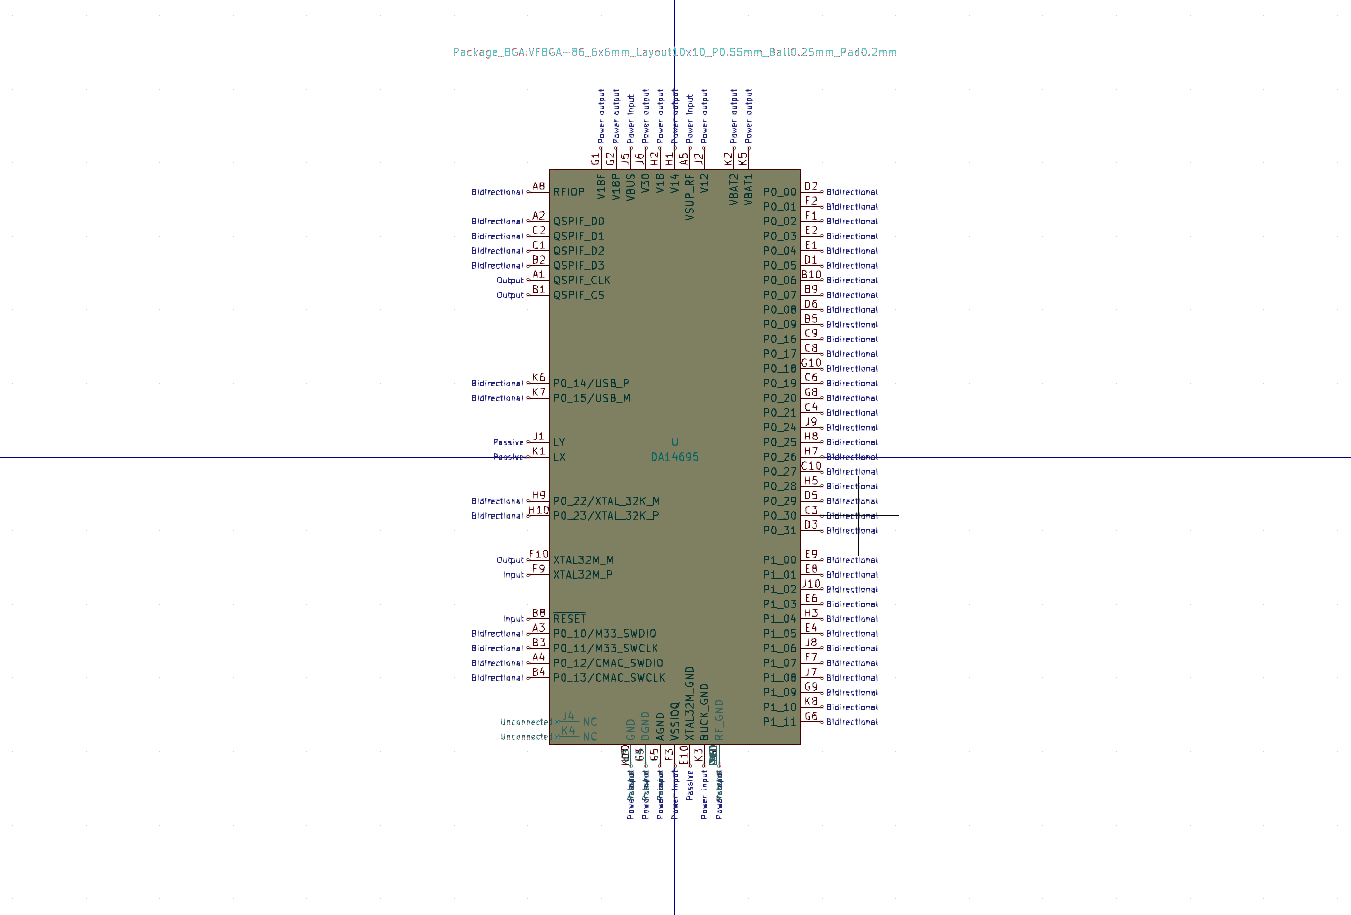 Package_BGA:VFBGA-86_6x6mm_Layout10x10_P0.55mm_Ball0.25mm_Pad0.2mm
Power output
Power output
Power input
Power output
Power output
Power output
Power input
Power output
Power output
Power output
G1 G2 J5 J6 H2 H1 A5 J2 K2 K5
V18F V18P VBUS V30 V18 V14 VSUP_RF V12 VBAT2 VBAT1
Bidirectional A8 RFIOP
Bidirectional A2 QSPIF_D0
Bidirectional C2 QSPIF_D1
Bidirectional C1 QSPIF_D2
Bidirectional B2 QSPIF_D3
Output A1 QSPIF_CLK
Output B1 QSPIF_CS
Bidirectional K6 P0_14/USB_P
Bidirectional K7 P0_15/USB_M
Passive J1 LY
Passive K1 LX
Bidirectional H9 P0_22/XTAL_32K_M
Bidirectional H10 P0_23/XTAL_32K_P
Output F10 XTAL32M_M
Input F9 XTAL32M_P
Input B8 RESET
Bidirectional A3 P0_10/M33_SWDIO
Bidirectional B3 P0_11/M33_SWCLK
Bidirectional A4 P0_12/CMAC_SWDIO
Bidirectional B4 P0_13/CMAC_SWCLK
Unconnected J4 NC
Unconnected K4 NC
U
DA14695
P0_00 D2 Bidirectional
P0_01 F2 Bidirectional
P0_02 F1 Bidirectional
P0_03 E2 Bidirectional
P0_04 E1 Bidirectional
P0_05 D1 Bidirectional
P0_06 B10 Bidirectional
P0_07 B9 Bidirectional
P0_08 D6 Bidirectional
P0_09 B5 Bidirectional
P0_16 C9 Bidirectional
P0_17 C8 Bidirectional
P0_18 G10 Bidirectional
P0_19 C6 Bidirectional
P0_20 G8 Bidirectional
P0_21 C4 Bidirectional
P0_24 J9 Bidirectional
P0_25 H8 Bidirectional
P0_26 H7 Bidirectional
P0_27 C10 Bidirectional
P0_28 H5 Bidirectional
P0_29 D5 Bidirectional
P0_30 C3 Bidirectional
P0_31 D3 Bidirectional
P1_00 E9 Bidirectional
P1_01 E8 Bidirectional
P1_02 J10 Bidirectional
P1_03 E6 Bidirectional
P1_04 H3 Bidirectional
P1_05 E4 Bidirectional
P1_06 J8 Bidirectional
P1_07 F7 Bidirectional
P1_08 J7 Bidirectional
P1_09 G9 Bidirectional
P1_10 K8 Bidirectional
P1_11 G6 Bidirectional
GND DGND AGND VSSIOQ XTAL32M_GND BUCK_GND RF_GND
F3 E10 K3
Power input
Passive
Power input